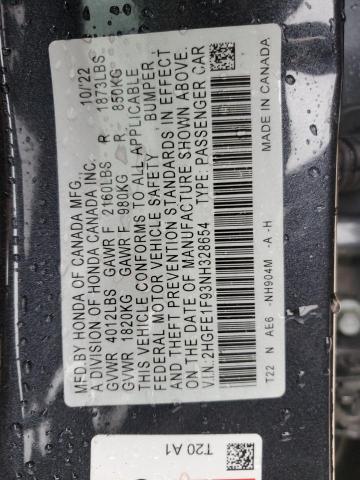 MFD BY HONDA OF CANADA MFG. 10/'22
A DIVISION OF HONDA CANADA INC.
GVWR 4012LBS GAWR F 2160LBS R 1873LBS
GVWR 1820KG GAWR F 980KG R 850KG
THIS VEHICLE CONFORMS TO ALL APPLICABLE
FEDERAL MOTOR VEHICLE SAFETY BUMPER
AND THEFT PREVENTION STANDARDS IN EFFECT
ON THE DATE OF MANUFACTURE SHOWN ABOVE.
V.I.N.:2HGFE1F93NH328654 TYPE: PASSENGER CAR
MADE IN CANADA
T22 N AE6 -NH904M -A -H
T20 A1